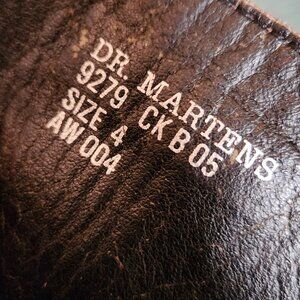 DR. MARTENS
9279 CK B 05
SIZE 4
AW 004